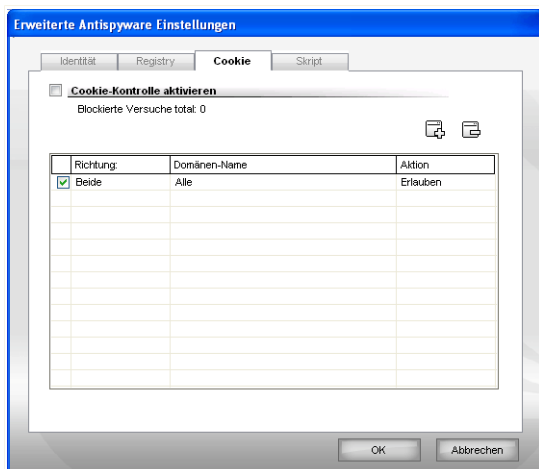 Erweiterte Antispyware Einstellungen
Identität Registry Cookie Skript
Cookie-Kontrolle aktivieren
Blockierte Versuche total: 0
Richtung: Domänen-Name Aktion
Beide Alle Erlauben
OK Abbrechen